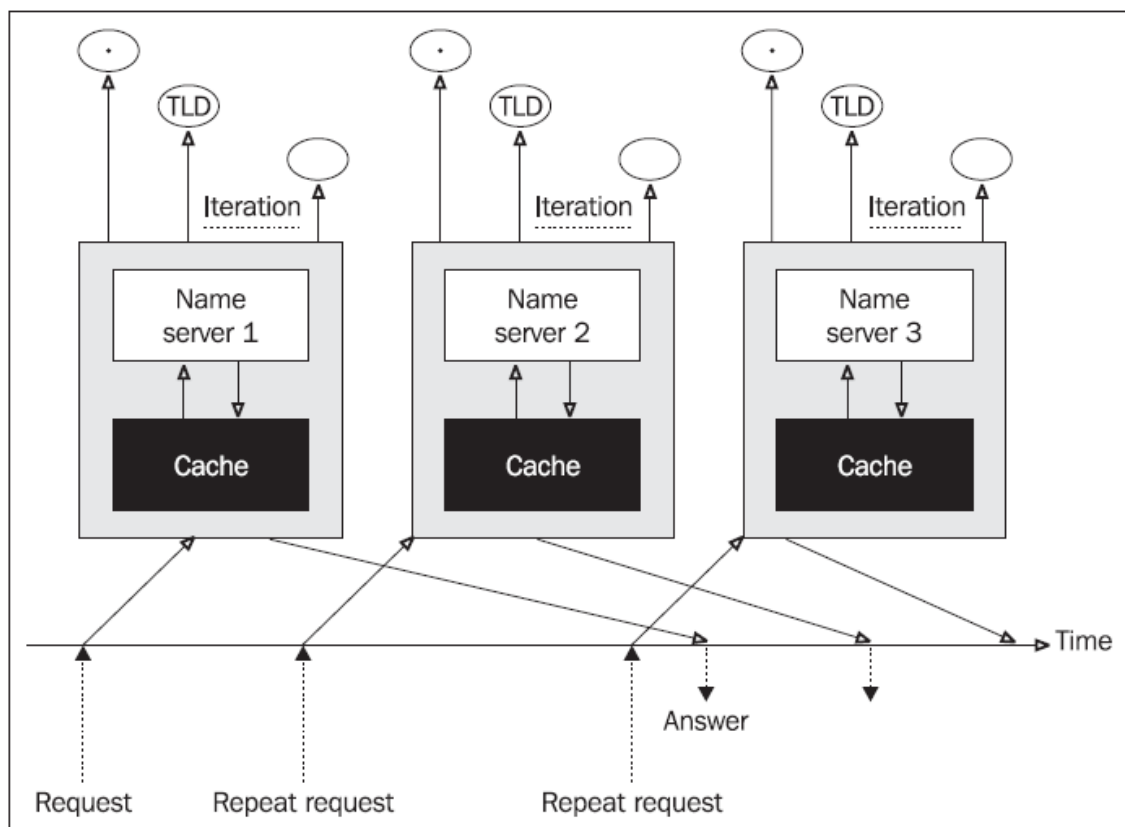 .
.
.
TLD
TLD
TLD
Iteration
Iteration
Iteration
Name
server 1
Name
server 2
Name
server 3
Cache
Cache
Cache
Time
Answer
Request
Repeat request
Repeat request